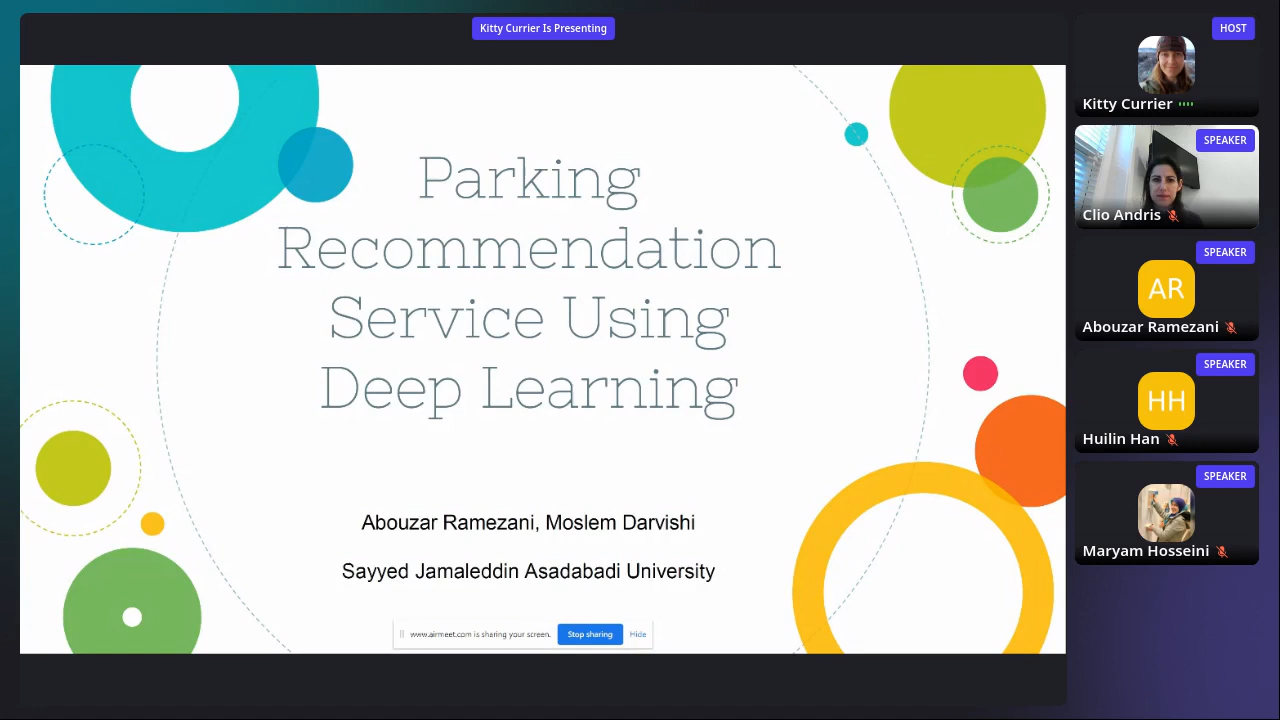 Kitty Currier Is Presenting
Parking
Recommendation
Service Using
Deep Learning
Abouzar Ramezani, Moslem Darvishi
Sayyed Jamaleddin Asadabadi University
www.airmeet.com is sharing your screen. Stop sharing Hide
HOST
Kitty Currier
SPEAKER
Clio Andris
SPEAKER
AR
Abouzar Ramezani
SPEAKER
HH
Huilin Han
SPEAKER
Maryam Hosseini